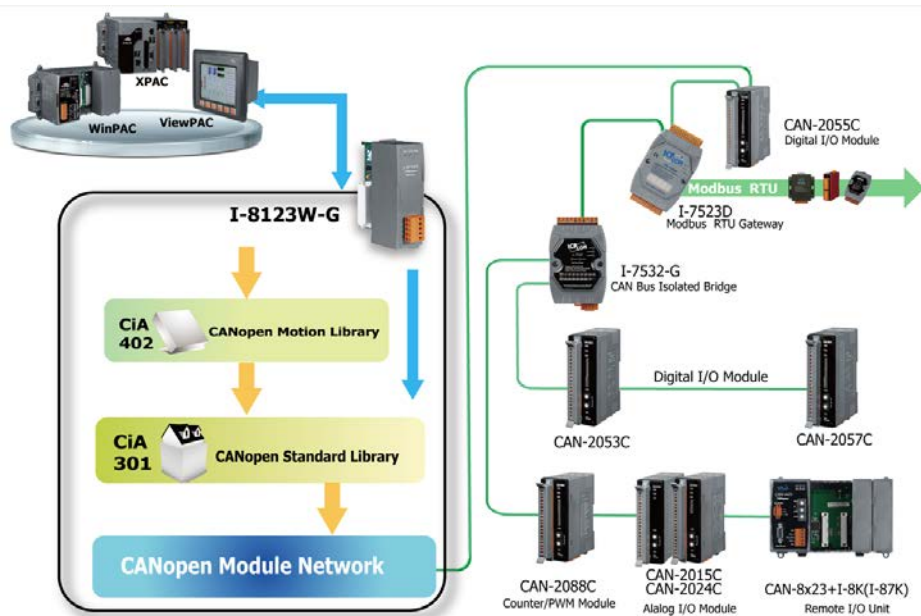 XPAC
WinPAC
ViewPAC
I-8123W-G
CiA
402
CANopen Motion Library
CiA
301
CANopen Standard Library
CANopen Module Network
CAN-2055C
Digital I/O Module
Modbus RTU
I-7523D
Modbus RTU Gateway
I-7532-G
CAN Bus Isolated Bridge
Digital I/O Module
CAN-2053C
CAN-2057C
CAN-2088C
Counter/PWM Module
CAN-2015C
CAN-2024C
Alalog I/O Module
CAN-8x23+I-8K(I-87K)
Remote I/O Unit